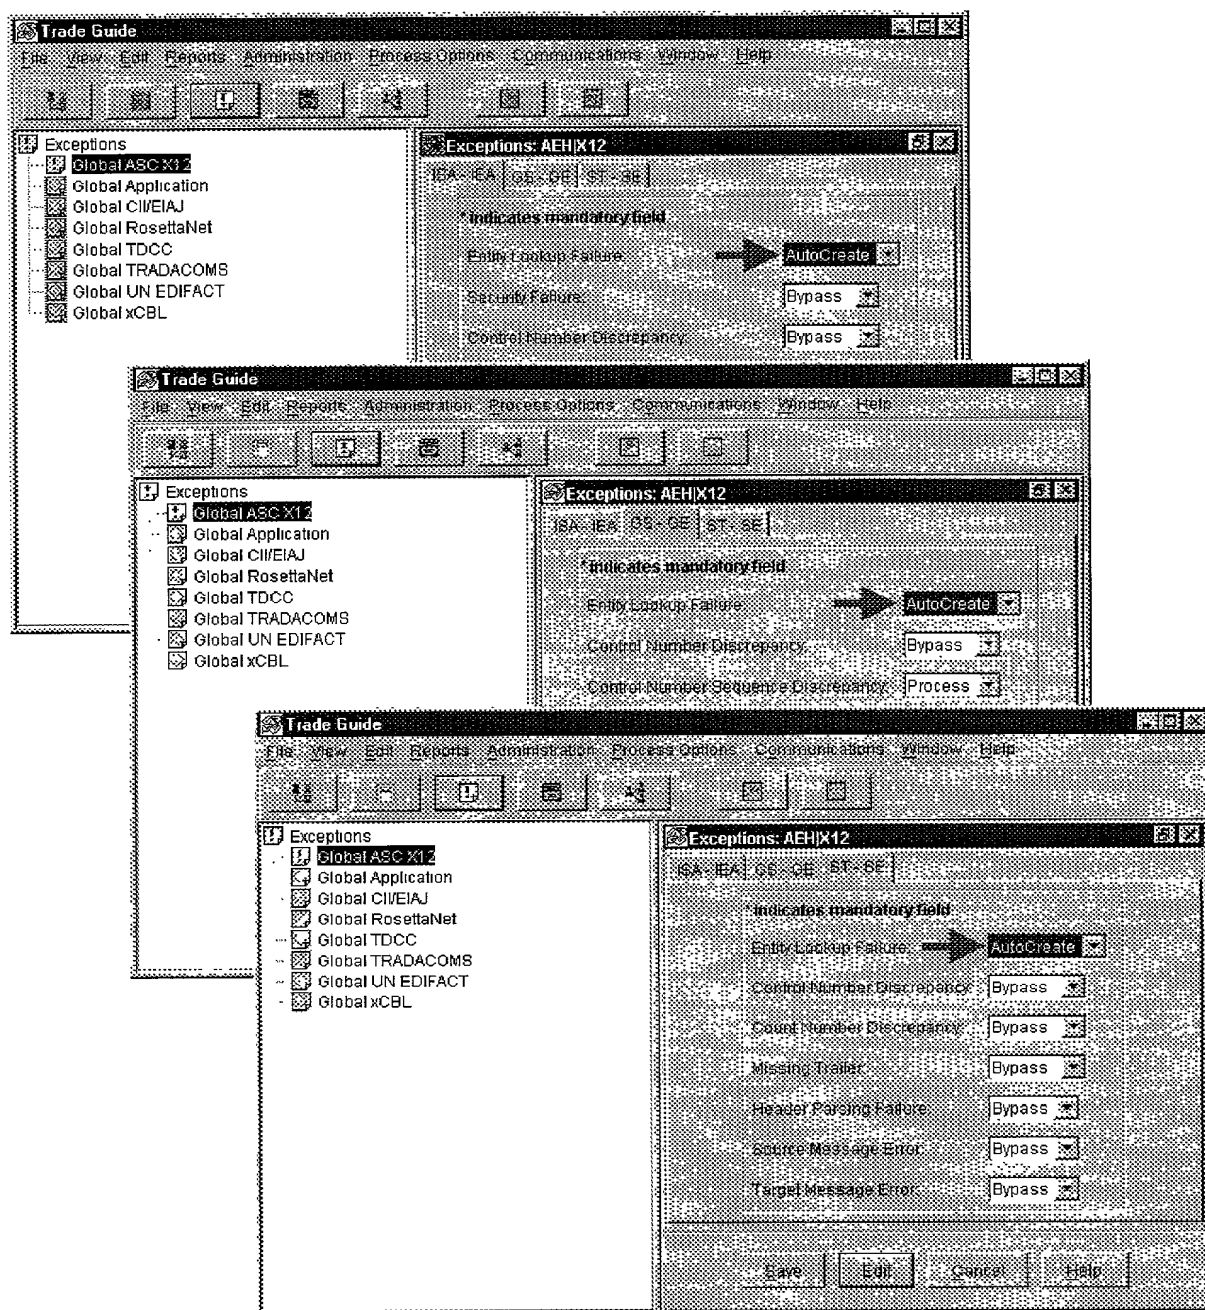 Trade Guide
File View Edit Reports Administration Process Options Communications Window Help
Exceptions
Global ASC X12
Global Application
Global CII/EIAJ
Global RosettaNet
Global TDCC
Global TRADACOMS
Global UN EDIFACT
Global xCBL
Exceptions: AEH|X12
ISA - IEA GS - GE ST - SE
* Indicates mandatory field
Entity Lookup Failure: AutoCreate
Security Failure: Bypass
Control Number Discrepancy: Bypass
Trade Guide
File View Edit Reports Administration Process Options Communications Window Help
Exceptions
Global ASC X12
Global Application
Global CII/EIAJ
Global RosettaNet
Global TDCC
Global TRADACOMS
Global UN EDIFACT
Global xCBL
Exceptions: AEH|X12
ISA - IEA GS - GE ST - SE
* Indicates mandatory field
Entity Lookup Failure: AutoCreate
Control Number Discrepancy: Bypass
Control Number Sequence Discrepancy: Process
Trade Guide
File View Edit Reports Administration Process Options Communications Window Help
Exceptions
Global ASC X12
Global Application
Global CII/EIAJ
Global RosettaNet
Global TDCC
Global TRADACOMS
Global UN EDIFACT
Global xCBL
Exceptions: AEH|X12
ISA - IEA GS - GE ST - SE
* Indicates mandatory field
Entity Lookup Failure: AutoCreate
Control Number Discrepancy: Bypass
Count Number Discrepancy: Bypass
Missing Trailer: Bypass
Header Parsing Failure: Bypass
Source Message Error: Bypass
Target Message Error: Bypass
Save Edit Cancel Help